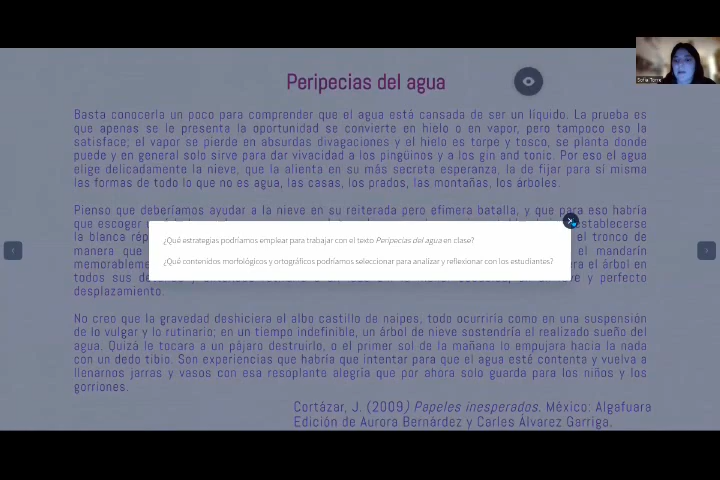 Peripecias del agua
Sofía Torre
Basta conocerla un poco para comprender que el agua está cansada de ser un líquido. La prueba es
que apenas se le presenta la oportunidad se convierte en hielo o en vapor, pero tampoco eso la
satisface; el vapor se pierde en absurdas divagaciones y el hielo es torpe y tosco, se planta donde
puede y en general solo sirve para dar vivacidad a los pingüinos y a los gin and tonic. Por eso el agua
elige delicadamente la nieve, que la alienta en su más secreta esperanza, la de fijar para sí misma
las formas de todo lo que no es agua, las casas, los prados, las montañas, los árboles.
Pienso que deberíamos ayudar a la nieve en su reiterada pero efímera batalla, y que para eso habría
que escoger
establecerse
la blanca
el tronco de
manera que
el mandarín
¿Qué estrategias podríamos emplear para trabajar con el texto Peripecias del agua en clase?
¿Qué contenidos morfológicos y ortográficos podríamos seleccionar para analizar y reflexionar con los estudiantes?
el árbol en
todos sus
y perfecto
desplazamiento.
No creo que la gravedad deshiciera el albo castillo de naipes, todo ocurriría como en una suspensión
de lo vulgar y lo rutinario; en un tiempo indefinible, un árbol de nieve sostendría el realizado sueño del
agua. Quizá le tocara a un pájaro destruirlo, o el primer sol de la mañana lo empujara hacia la nada
con un dedo tibio. Son experiencias que habría que intentar para que el agua esté contenta y vuelva a
llenarnos jarras y vasos con esa resoplante alegría que por ahora solo guarda para los niños y los
gorriones.
Cortázar, J. (2009) Papeles inesperados. México: Algafuara
Edición de Aurora Bernárdez y Carles Álvarez Garriga.